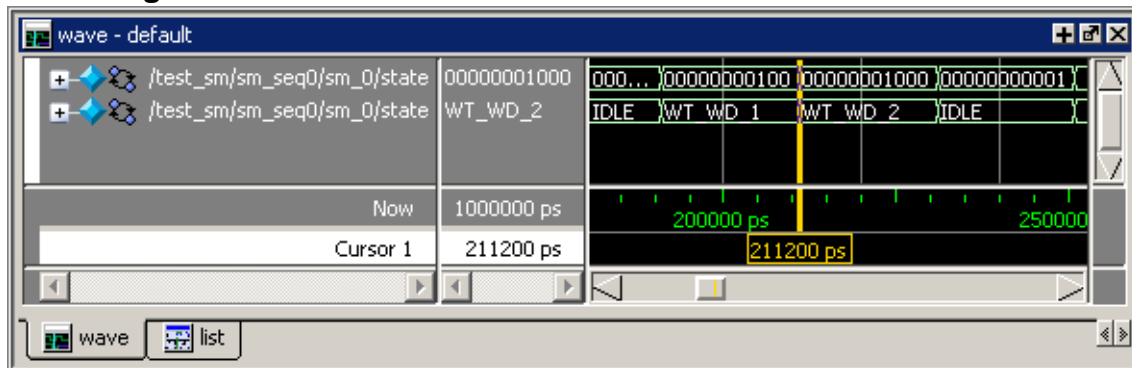 wave - default
/test_sm/sm_seq0/sm_0/state 00000001000 000... 00000000100 00000001000 00000000001
/test_sm/sm_seq0/sm_0/state WT_WD_2 IDLE WT_WD_1 WT_WD_2 IDLE
Now 1000000 ps 200000 ps 250000
Cursor 1 211200 ps 211200 ps
wave list